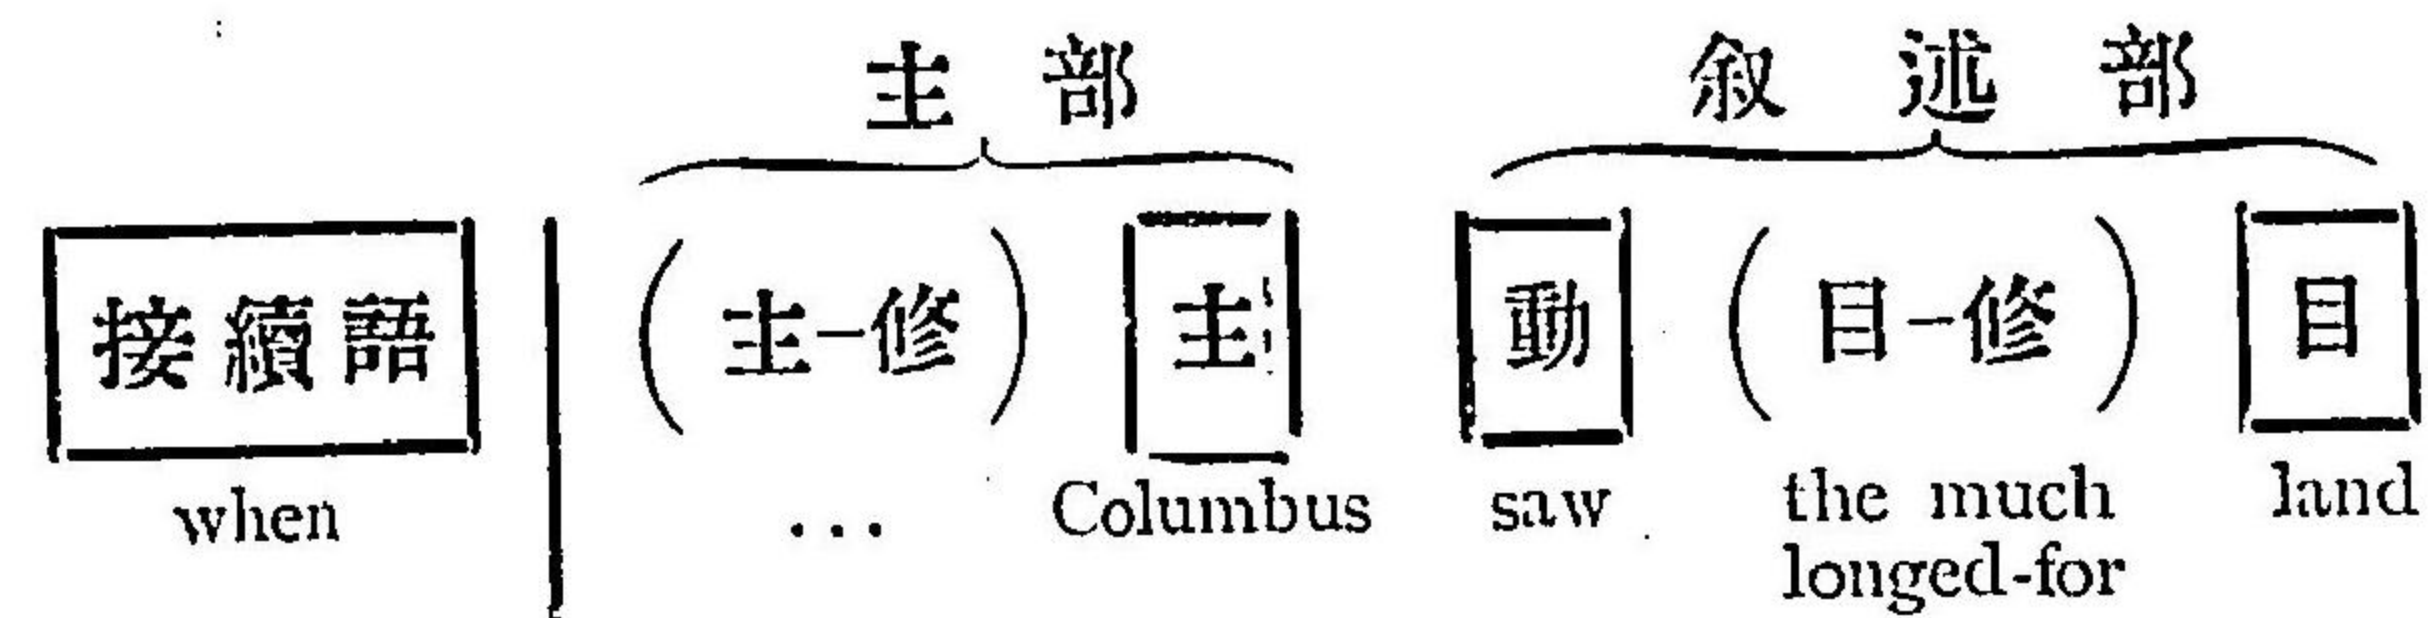 主部 叙述部
接續語 (主-修) 主 動 (目-修) 目
when ... Columbus saw the much land
longed-for